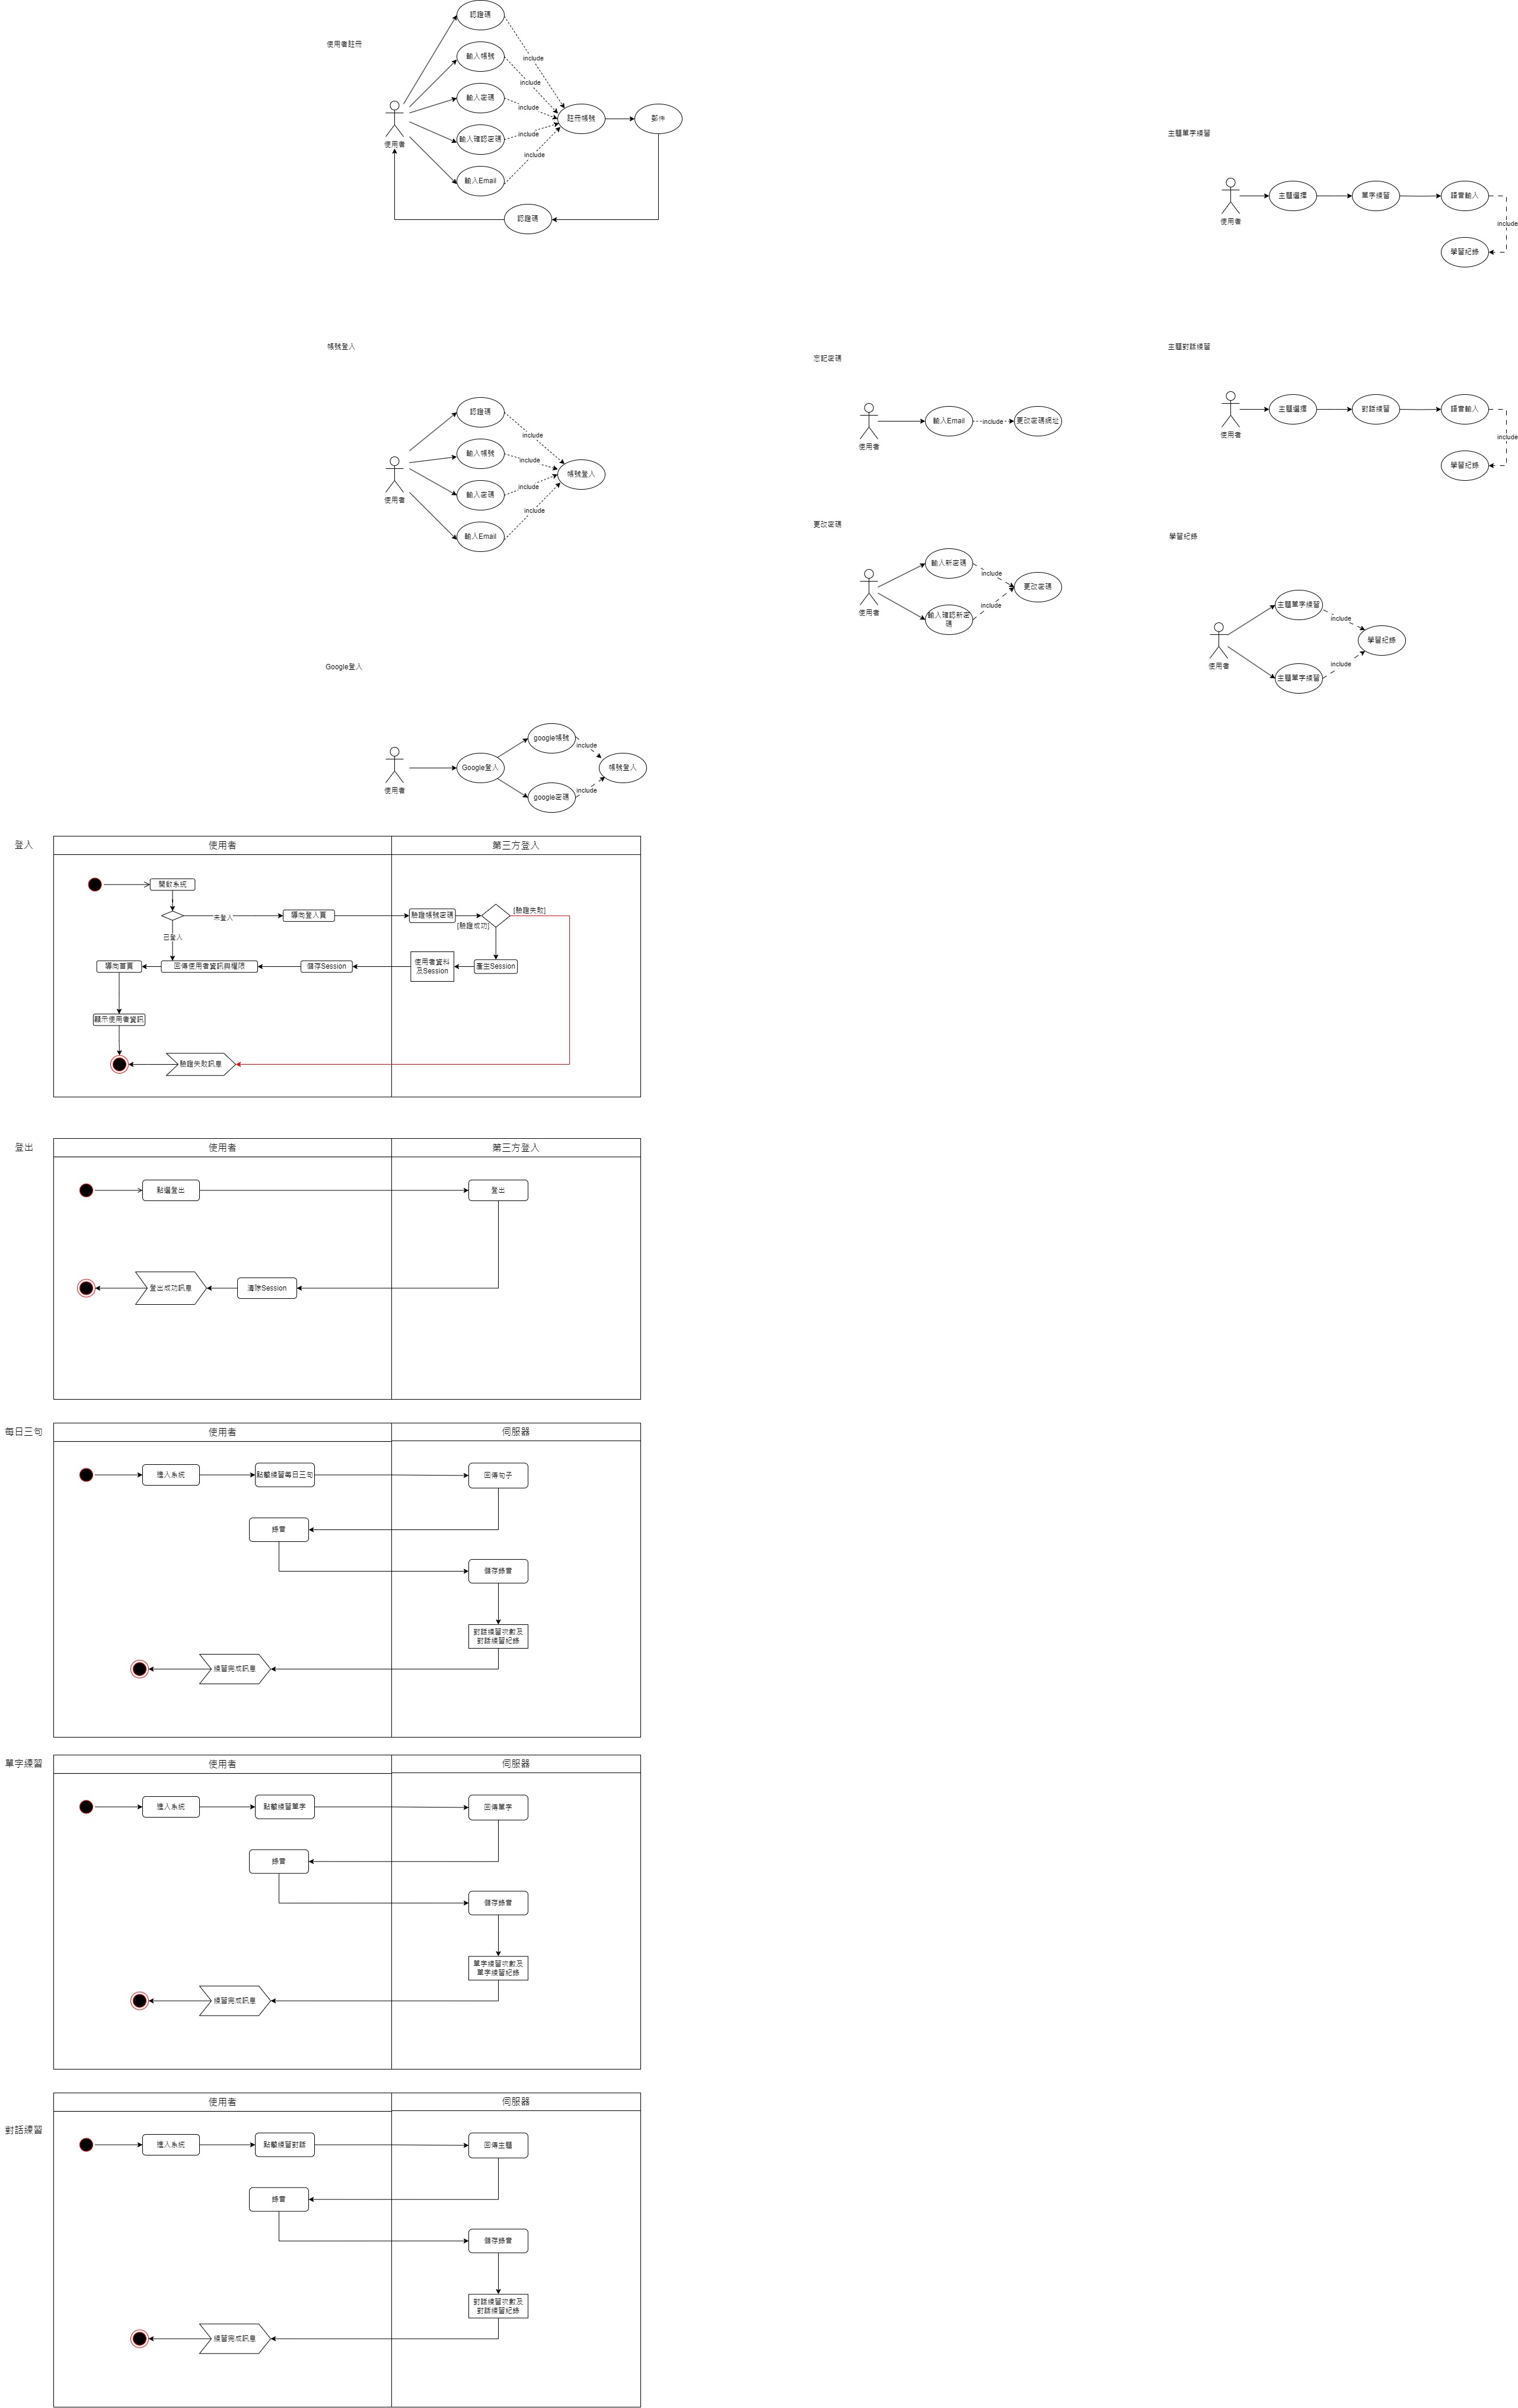 使用者註冊
認證碼
輸入帳號
輸入密碼
輸入確認密碼
輸入Email
使用者
include
include
include
include
include
註冊帳號
郵件
認證碼
主題單字練習
使用者
主題選擇
單字練習
語音輸入
include
學習紀錄
帳號登入
認證碼
輸入帳號
輸入密碼
輸入Email
使用者
include
include
include
include
帳號登入
忘記密碼
使用者
輸入Email
include
更改密碼網址
主題對話練習
使用者
主題選擇
對話練習
語音輸入
include
學習紀錄
更改密碼
使用者
輸入新密碼
輸入確認新密
碼
include
include
更改密碼
學習紀錄
使用者
主題單字練習
主題單字練習
include
include
學習紀錄
Google登入
使用者
Google登入
google帳號
google密碼
include
include
帳號登入
登入
使用者
第三方登入
開啟系統
未登入
導向登入頁
驗證帳號密碼
[驗證失敗]
[驗證成功]
已登入
導向首頁
回傳使用者資訊與權限
儲存Session
使用者資料
及Session
產生Session
顯示使用者資訊
驗證失敗訊息
登出
使用者
第三方登入
點選登出
登出
登出成功訊息
清除Session
每日三句
使用者
伺服器
進入系統
點擊練習每日三句
回傳句子
錄音
儲存錄音
對話練習次數及
對話練習紀錄
練習完成訊息
單字練習
使用者
伺服器
進入系統
點擊練習單字
回傳單字
錄音
儲存錄音
單字練習次數及
單字練習紀錄
練習完成訊息
對話練習
使用者
伺服器
進入系統
點擊練習對話
回傳主題
錄音
儲存錄音
對話練習次數及
對話練習紀錄
練習完成訊息